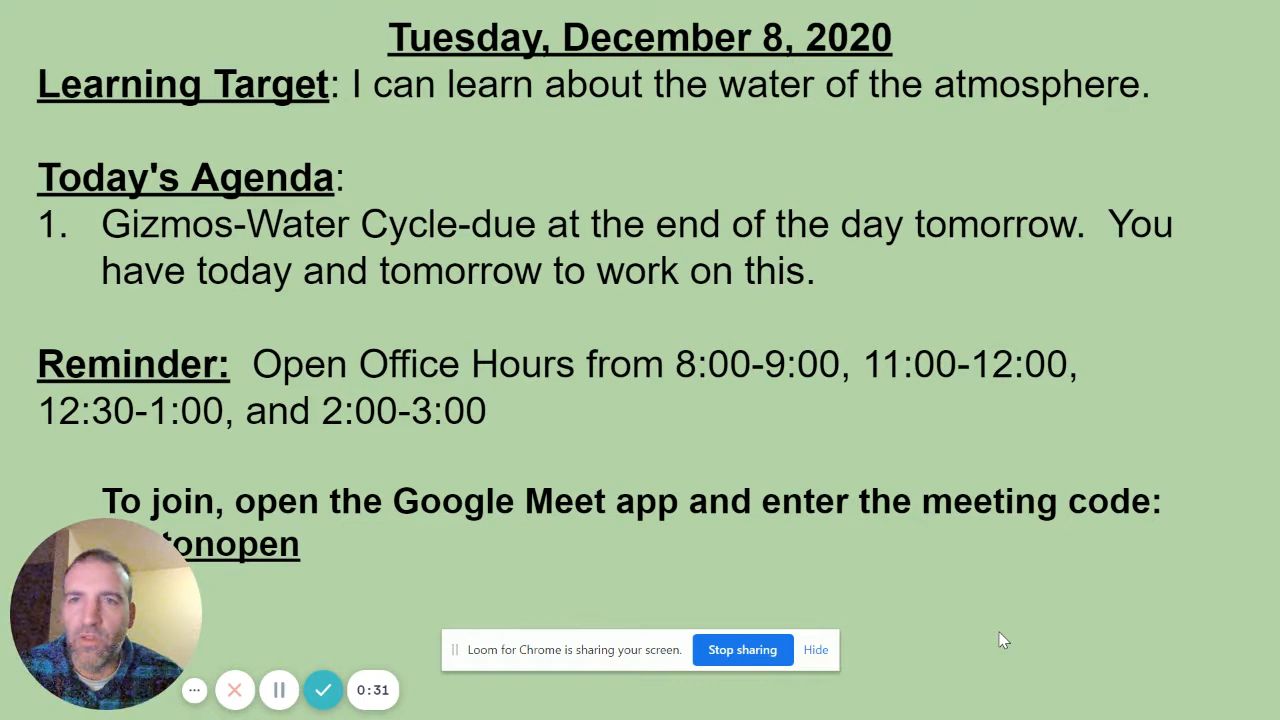 Tuesday, December 8, 2020
Learning Target: I can learn about the water of the atmosphere.
Today's Agenda:
1. Gizmos-Water Cycle-due at the end of the day tomorrow. You
have today and tomorrow to work on this.
Reminder: Open Office Hours from 8:00-9:00, 11:00-12:00,
12:30-1:00, and 2:00-3:00
To join, open the Google Meet app and enter the meeting code:
Loom for Chrome is sharing your screen. Stop sharing Hide
0:31